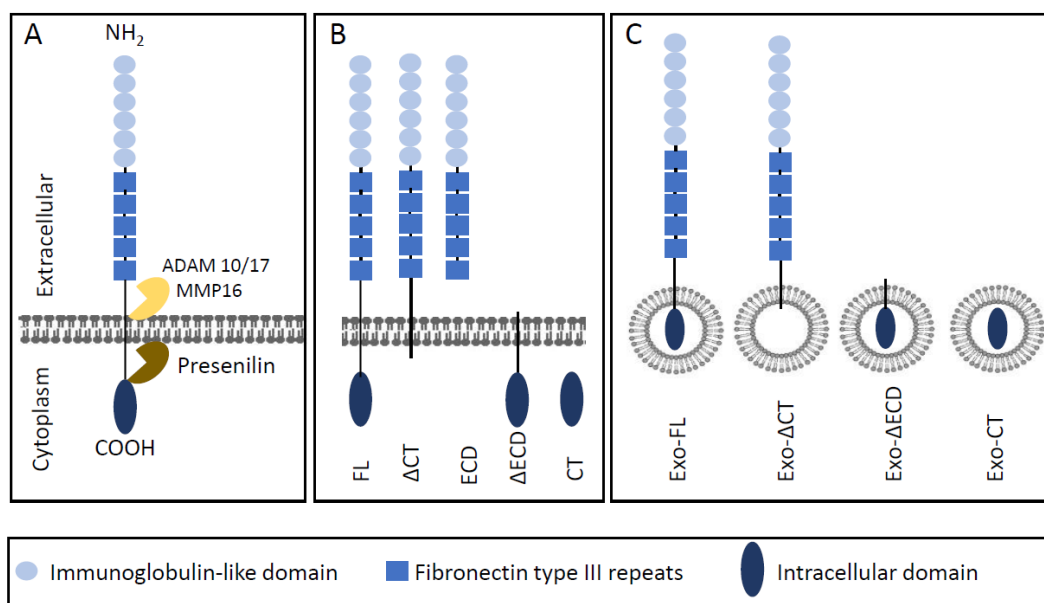 A
NH2
Extracellular
ADAM 10/17
MMP16
Presenilin
Cytoplasm
COOH
B
FL
ΔCT
ECD
ΔECD
CT
C
Exo-FL
Exo-ΔCT
Exo-ΔECD
Exo-CT
Immunoglobulin-like domain
Fibronectin type III repeats
Intracellular domain